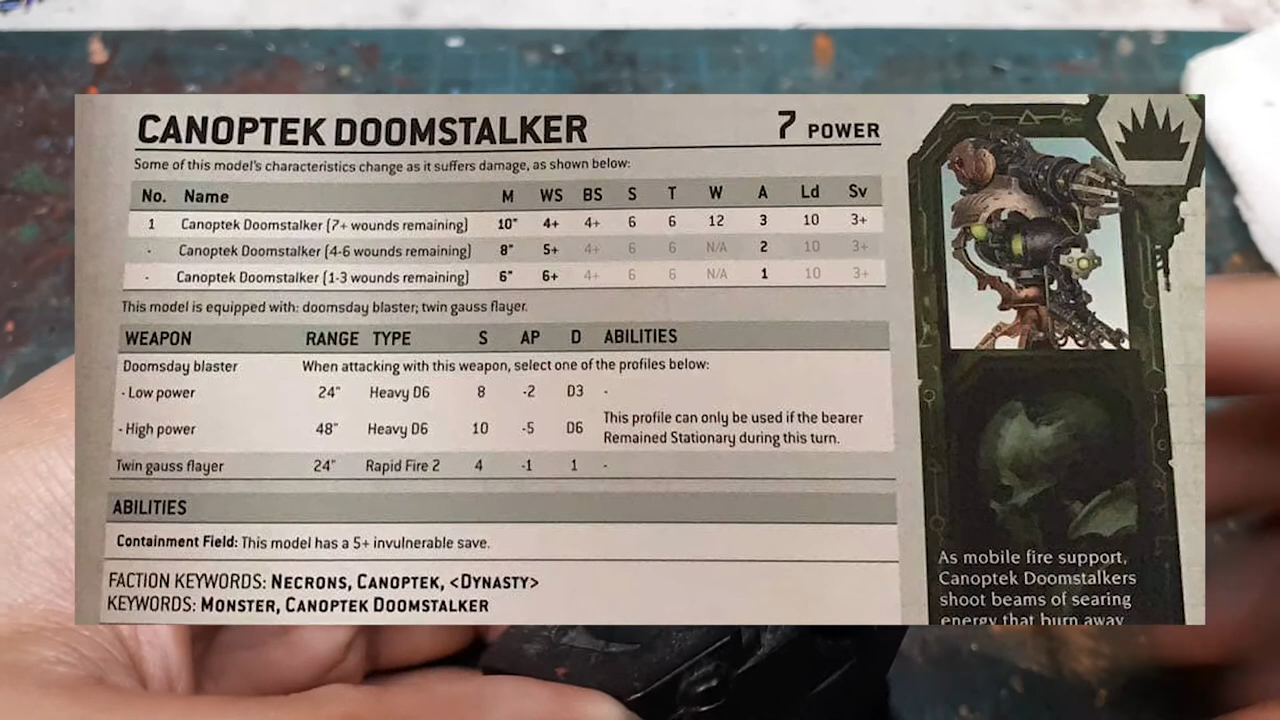 CANOPTEK DOOMSTALKER 7 POWER
Some of this model's characteristics change as it suffers damage, as shown below:
No. Name M WS BS S T W A Ld Sv
1 Canoptek Doomstalker (7+ wounds remaining) 10" 4+ 4+ 6 6 12 3 10 3+
- Canoptek Doomstalker (4-6 wounds remaining) 8" 5+ 4+ 6 6 N/A 2 10 3+
- Canoptek Doomstalker (1-3 wounds remaining) 6" 6+ 4+ 6 6 N/A 1 10 3+
This model is equipped with: doomsday blaster; twin gauss flayer.
WEAPON RANGE TYPE S AP D ABILITIES
Doomsday blaster When attacking with this weapon, select one of the profiles below:
- Low power 24" Heavy D6 8 -2 D3 -
- High power 48" Heavy D6 10 -5 D6 This profile can only be used if the bearer
Remained Stationary during this turn.
Twin gauss flayer 24" Rapid Fire 2 4 -1 1 -
ABILITIES
Containment Field: This model has a 5+ invulnerable save.
FACTION KEYWORDS: NECRONS, CANOPTEK, <DYNASTY>
KEYWORDS: MONSTER, CANOPTEK DOOMSTALKER
As mobile fire support,
Canoptek Doomstalkers
shoot beams of searing
energy that burn away